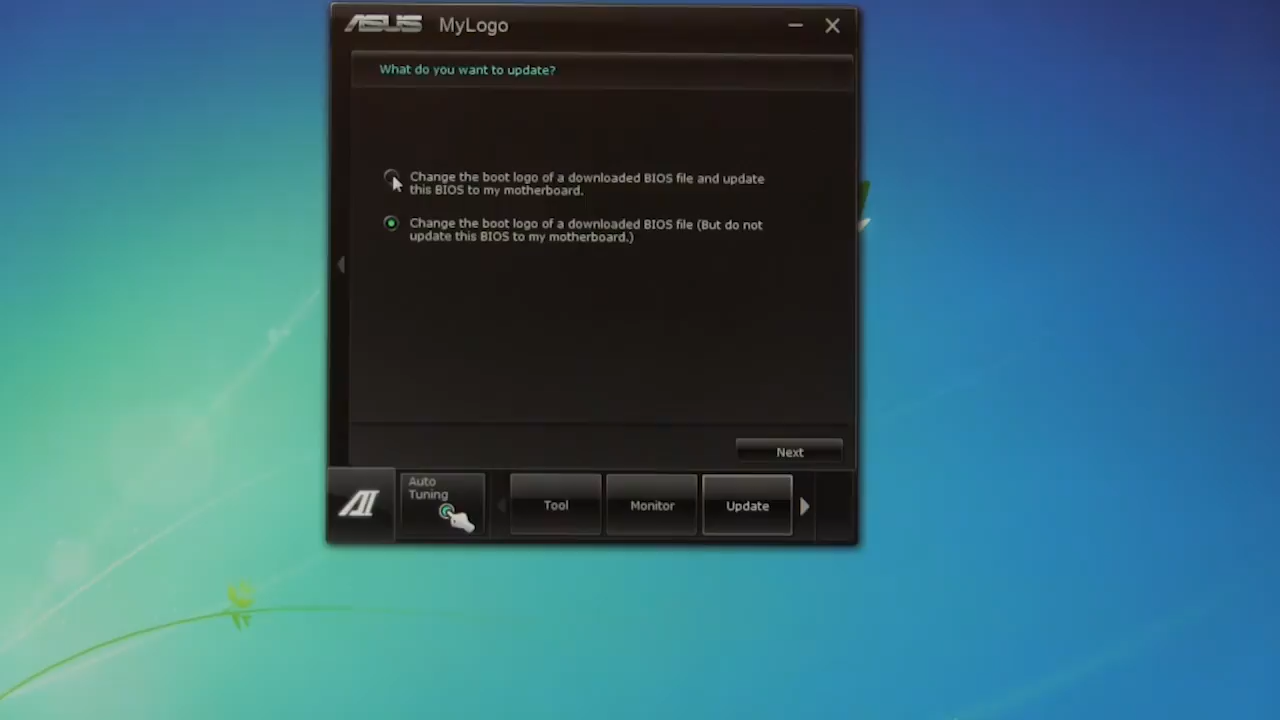 ASUS MyLogo
What do you want to update?
Change the boot logo of a downloaded BIOS file and update
this BIOS to my motherboard.
Change the boot logo of a downloaded BIOS file (But do not
update this BIOS to my motherboard.)
Next
Auto
Tuning
Tool
Monitor
Update